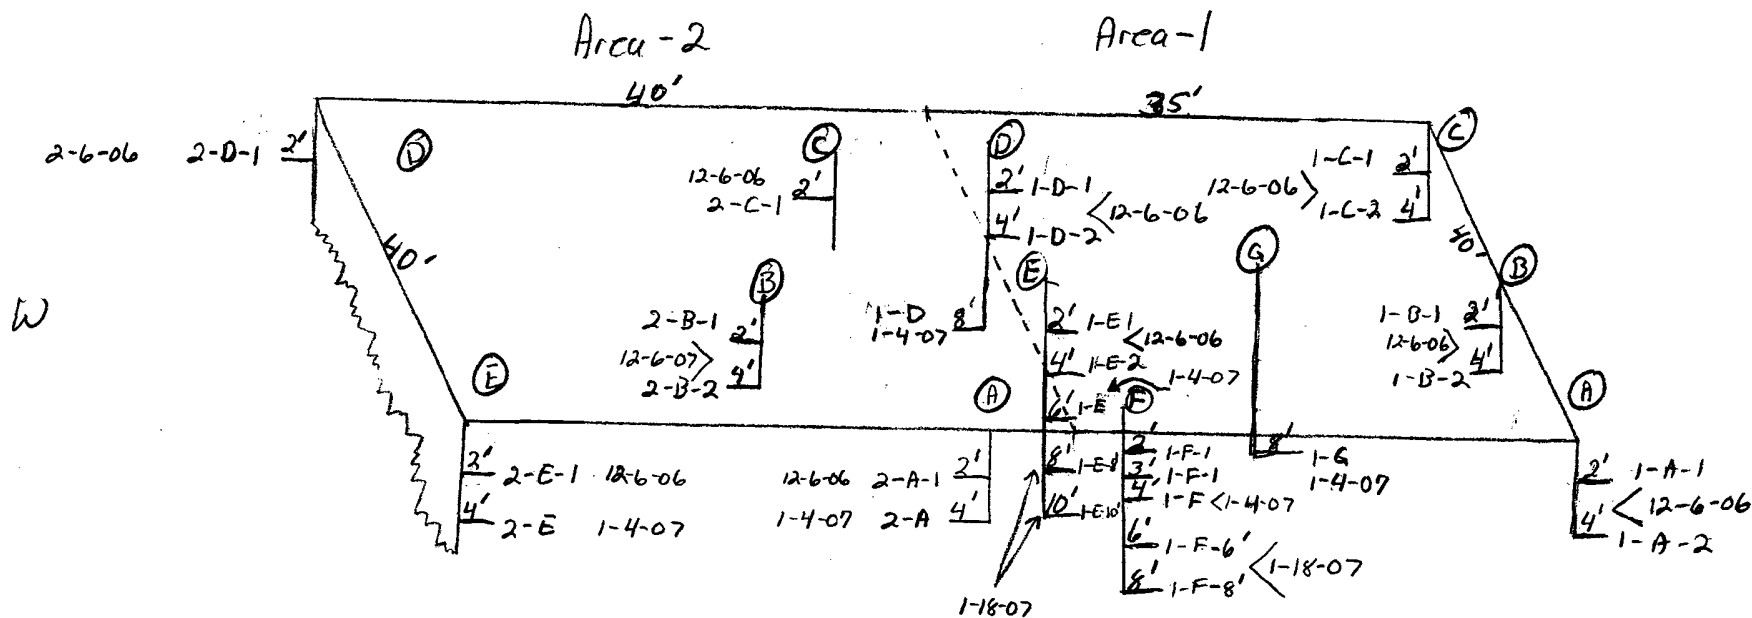 Area-2
Area-1
40'
35'
2-6-06 2-D-1 2'
D
C
12-6-06 2'
2-C-1
D
2' 1-D-1
4' 1-D-2
12-6-06
1-D 8'
1-4-07
C
1-C-1 2'
12-6-06
1-C-2 4'
40-
40-
W
B
2-B-1 2'
12-6-07
2-B-2 4'
E
2' 1-E1
4' 1-E-2
12-6-06
6' 1-E
1-4-07
8' 1-E-8'
10' 1-E-10'
1-18-07
G
8' 1-G
1-4-07
B
1-B-1 2'
12-6-06
1-B-2 4'
E
2' 2-E-1 12-6-06
4' 2-E 1-4-07
A
12-6-06 2-A-1 2'
1-4-07 2-A 4'
F
2' 1-F-1
3' 1-F-1
4' 1-F 1-4-07
6' 1-F-6'
8' 1-F-8'
1-18-07
A
2' 1-A-1
12-6-06
4' 1-A-2